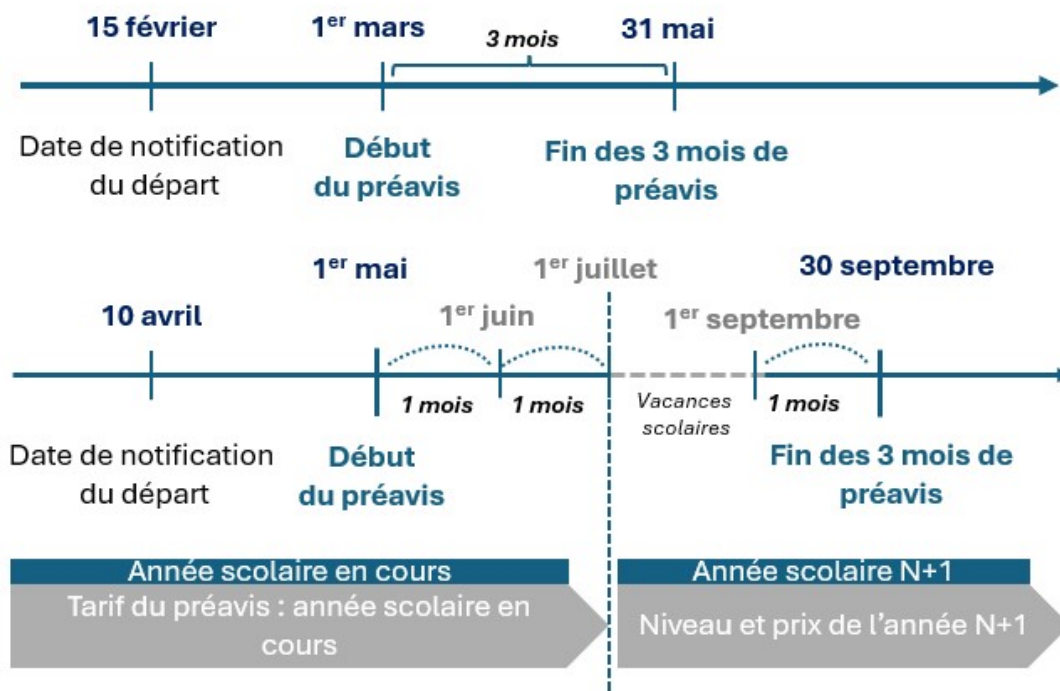 15 février 1er mars 3 mois 31 mai
Date de notification Début Fin des 3 mois de
du départ du préavis préavis
1er mai 1er juillet 30 septembre
10 avril 1er juin 1er septembre
1 mois 1 mois Vacances 1 mois
scolaires
Date de notification Début Fin des 3 mois de
du départ du préavis préavis
Année scolaire en cours Année scolaire N+1
Tarif du préavis : année scolaire en
cours
Niveau et prix de l’année N+1